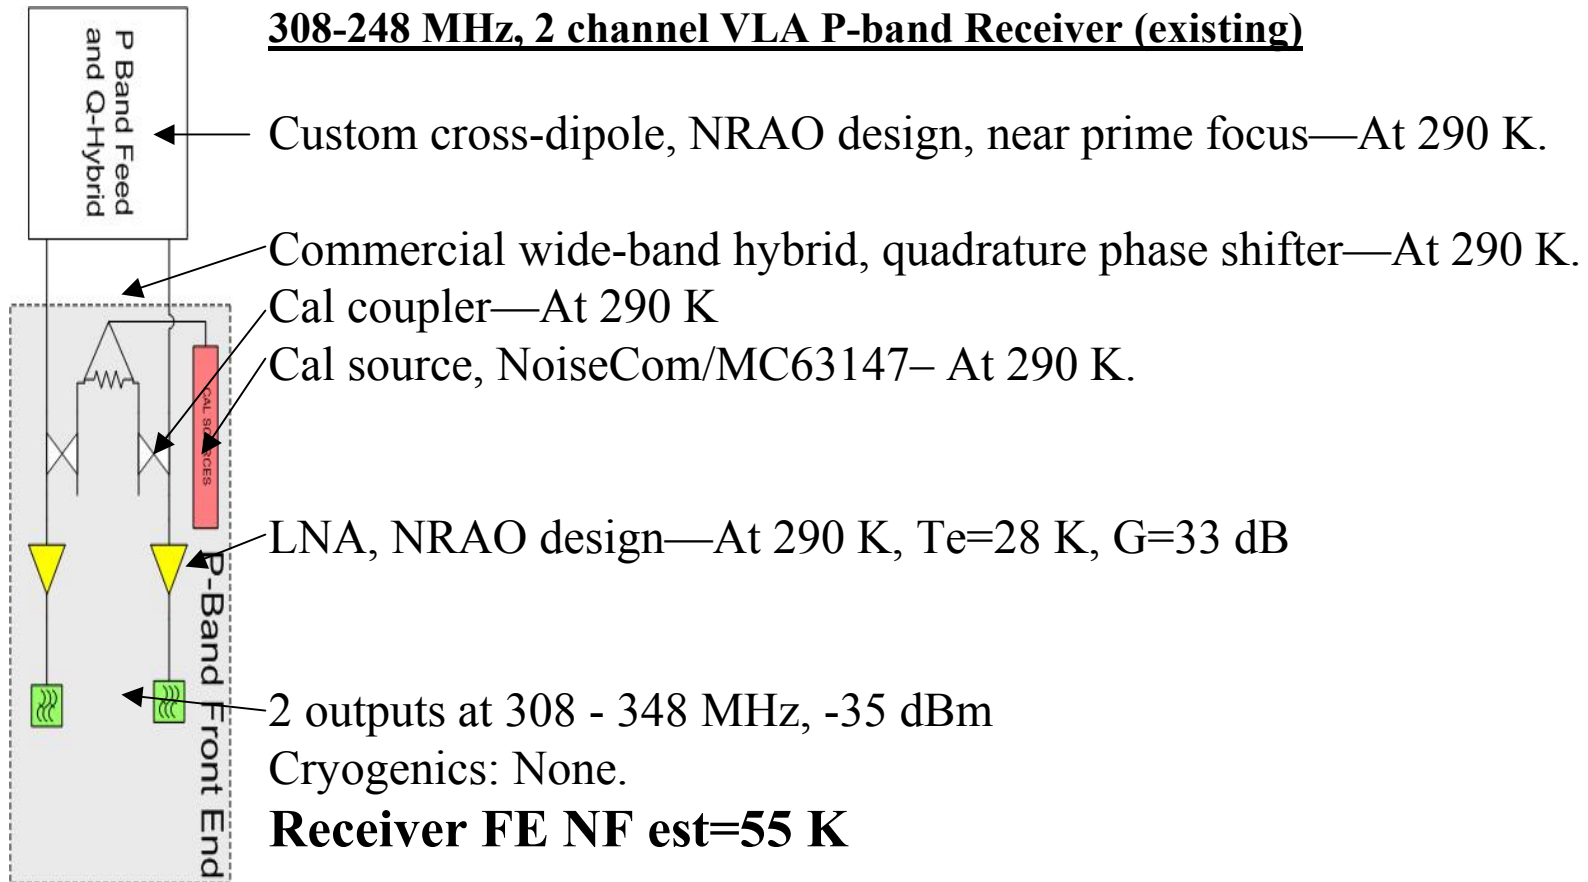 308-248 MHz, 2 channel VLA P-band Receiver (existing)
P Band Feed
and Q-Hybrid
Custom cross-dipole, NRAO design, near prime focus—At 290 K.
Commercial wide-band hybrid, quadrature phase shifter—At 290 K.
Cal coupler—At 290 K
Cal source, NoiseCom/MC63147– At 290 K.
CAL SOURCES
LNA, NRAO design—At 290 K, Te=28 K, G=33 dB
P-Band Front End
2 outputs at 308 - 348 MHz, -35 dBm
Cryogenics: None.
Receiver FE NF est=55 K